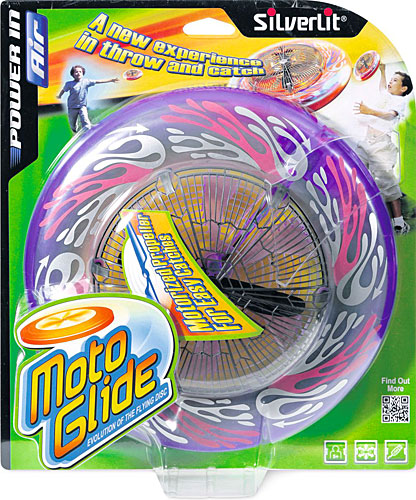 POWER IN
Air
SilverLit®
A new experience
in throw and catch
Motorized Propeller
For Easy Catches
Moto
Glide
EVOLUTION OF THE FLYING DISC
Find Out
More